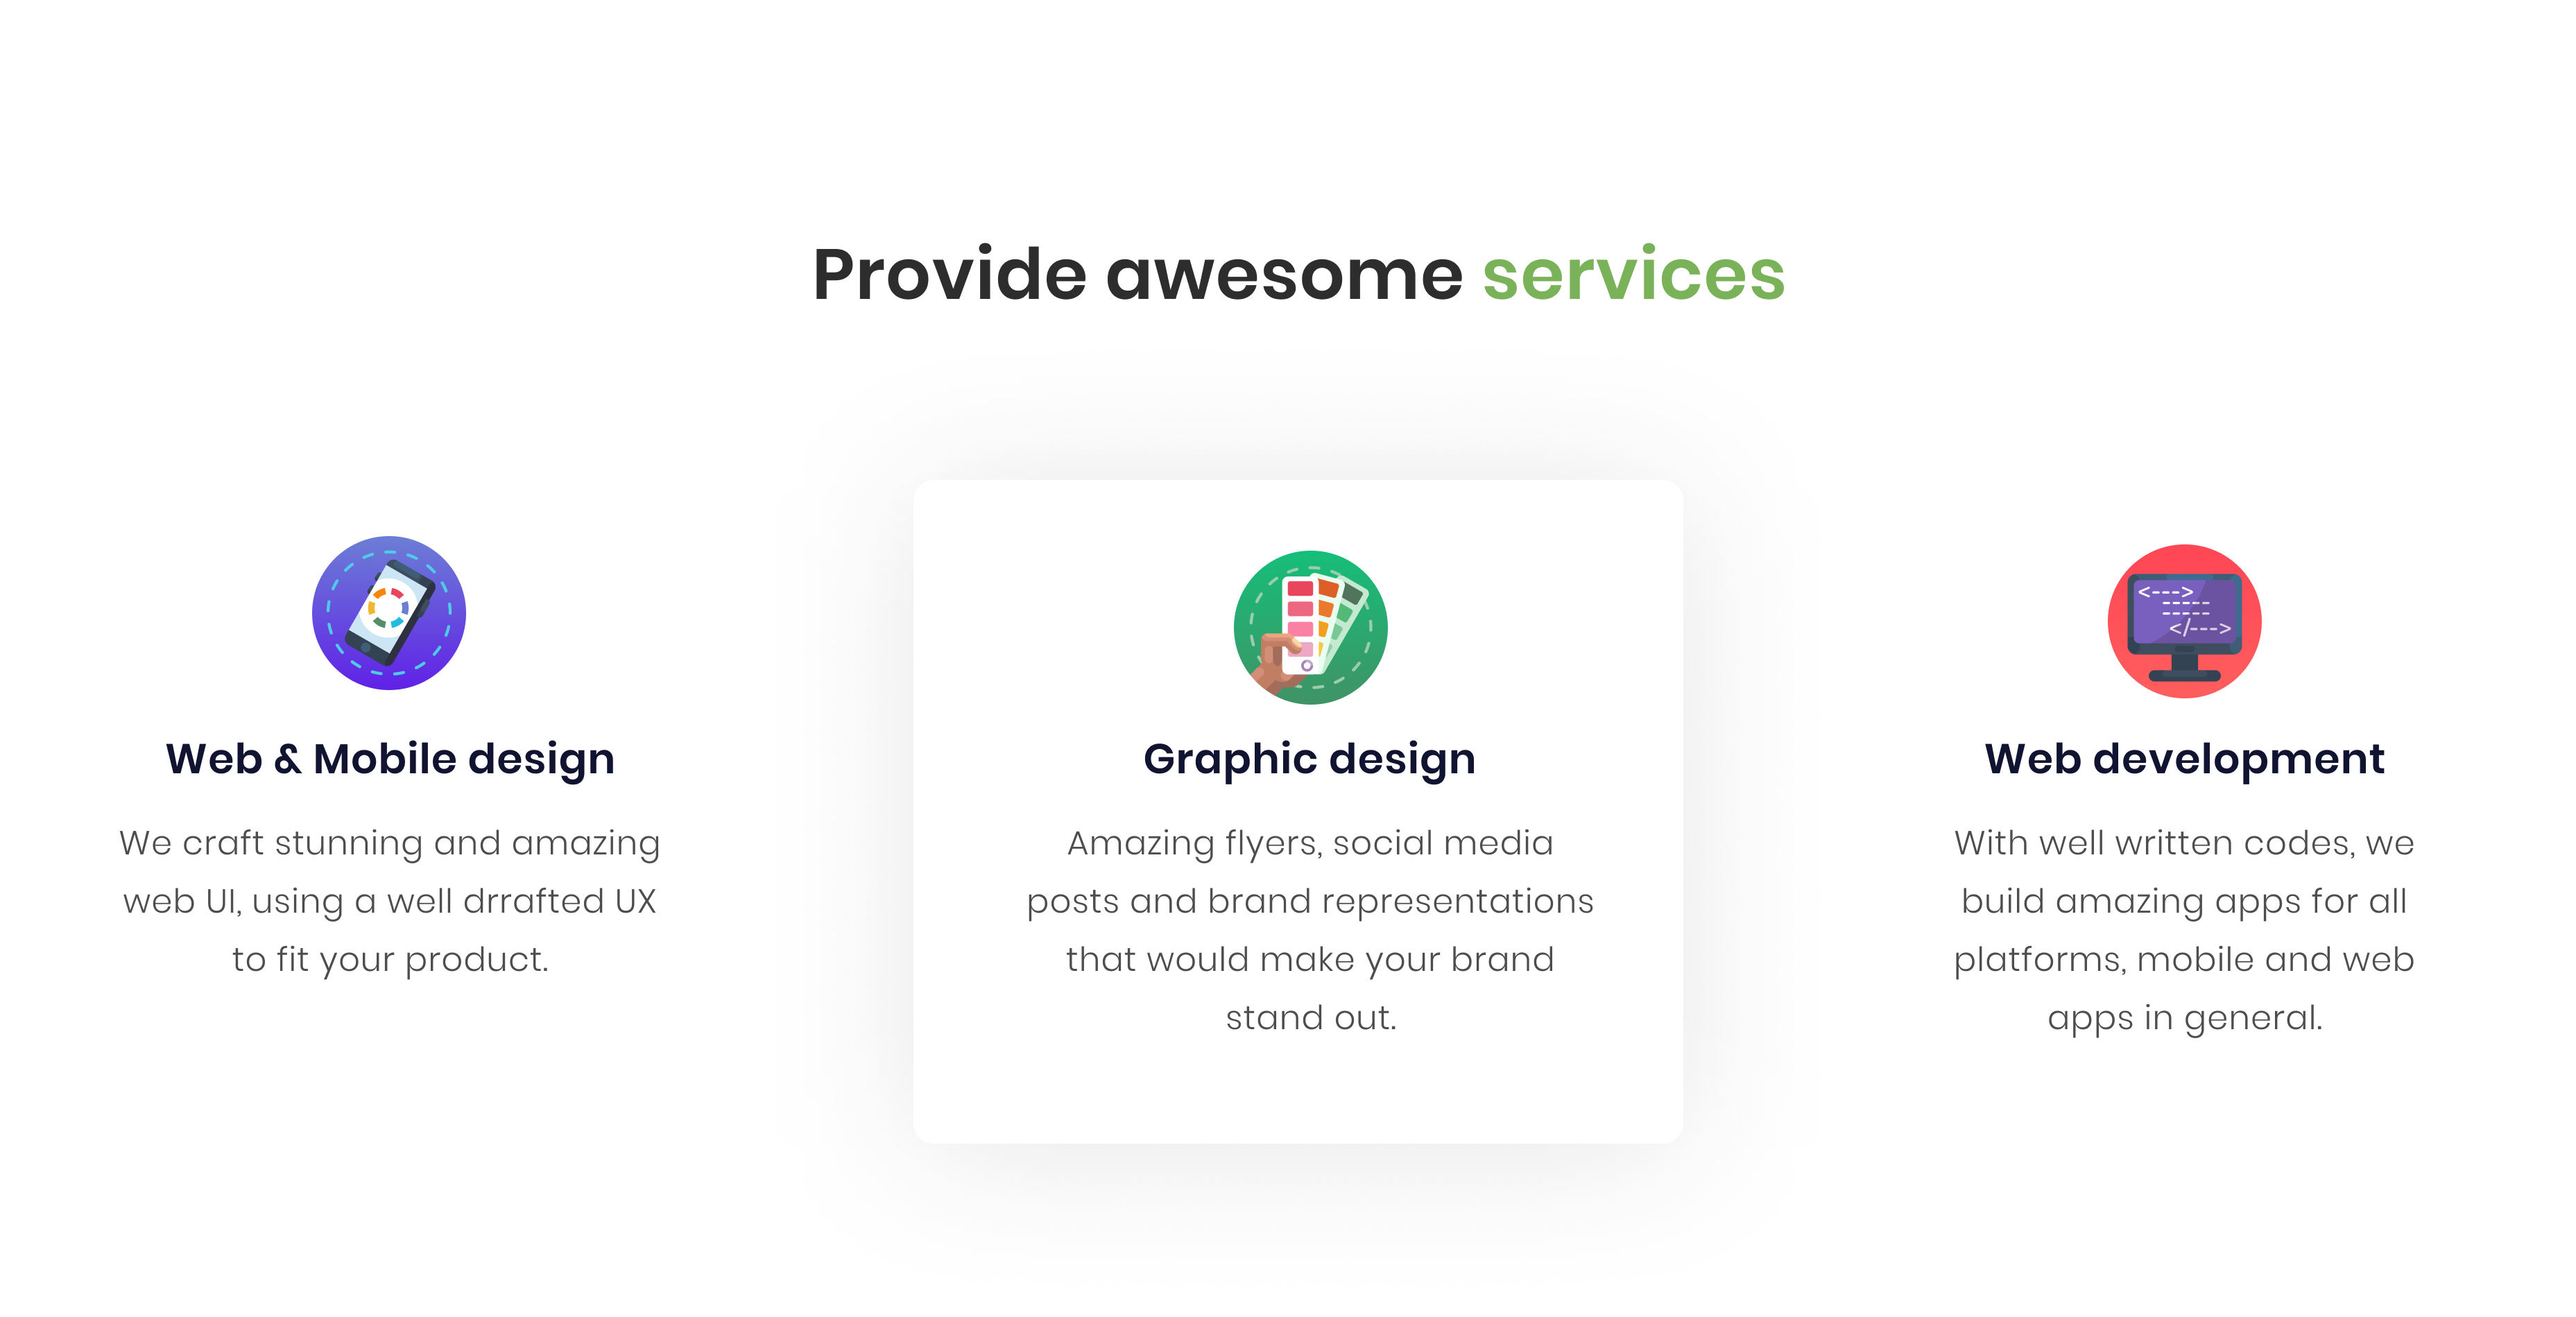 Provide awesome services
Web & Mobile design
We craft stunning and amazing
web UI, using a well drrafted UX
to fit your product.
Graphic design
Amazing flyers, social media
posts and brand representations
that would make your brand
stand out.
<---->
</--->
Web development
With well written codes, we
build amazing apps for all
platforms, mobile and web
apps in general.